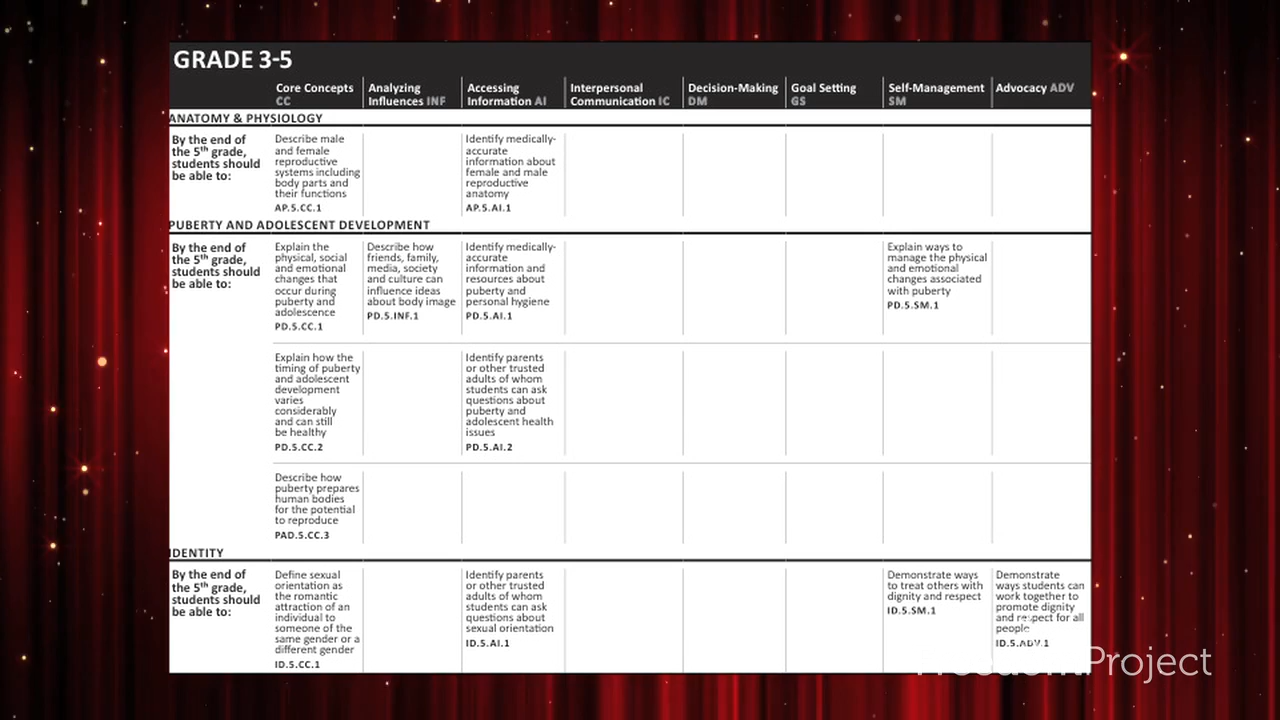 GRADE 3-5
Core Concepts CC
Analyzing Influences INF
Accessing Information AI
Interpersonal Communication IC
Decision-Making DM
Goal Setting GS
Self-Management SM
Advocacy ADV
ANATOMY & PHYSIOLOGY
By the end of
the 5th grade,
students should
be able to:
Describe male
and female
reproductive
systems including
body parts and
their functions
AP.5.CC.1
Identify medically-
accurate
information about
female and male
reproductive
anatomy
AP.5.AI.1
PUBERTY AND ADOLESCENT DEVELOPMENT
By the end of
the 5th grade,
students should
be able to:
Explain the
physical, social
and emotional
changes that
occur during
puberty and
adolescence
PD.5.CC.1
Describe how
friends, family,
media, society
and culture can
influence ideas
about body image
PD.5.INF.1
Identify medically-
accurate
information and
resources about
puberty and
personal hygiene
PD.5.AI.1
Explain ways to
manage the physical
and emotional
changes associated
with puberty
PD.5.SM.1
Explain how the
timing of puberty
and adolescent
development
varies
considerably
and can still
be healthy
PD.5.CC.2
Identify parents
or other trusted
adults of whom
students can ask
questions about
puberty and
adolescent health
issues
PD.5.AI.2
Describe how
puberty prepares
human bodies
for the potential
to reproduce
PAD.5.CC.3
IDENTITY
By the end of
the 5th grade,
students should
be able to:
Define sexual
orientation as
the romantic
attraction of an
individual to
someone of the
same gender or a
different gender
ID.5.CC.1
Identify parents
or other trusted
adults of whom
students can ask
questions about
sexual orientation
ID.5.AI.1
Demonstrate ways
to treat others with
dignity and respect
ID.5.SM.1
Demonstrate
ways students can
work together to
promote dignity
and respect for all
people
ID.5.ADV.1
FreedomProject